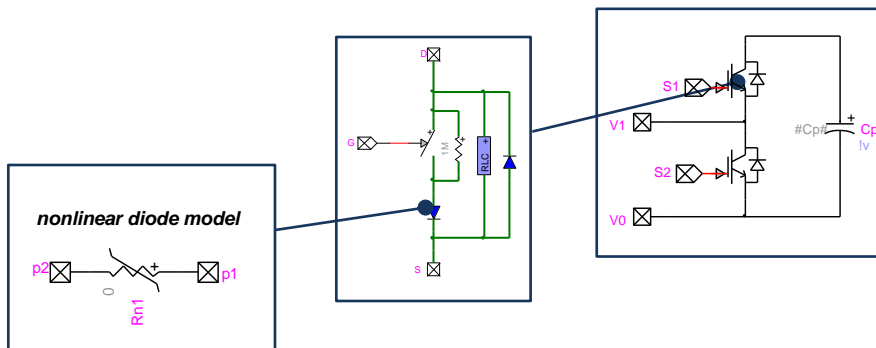 nonlinear diode model
p2
+
p1
0
Rn1
D
+
G
1M
RLC
+
S
S1
V1
S2
V0
#Cp#
+
Cp
!v